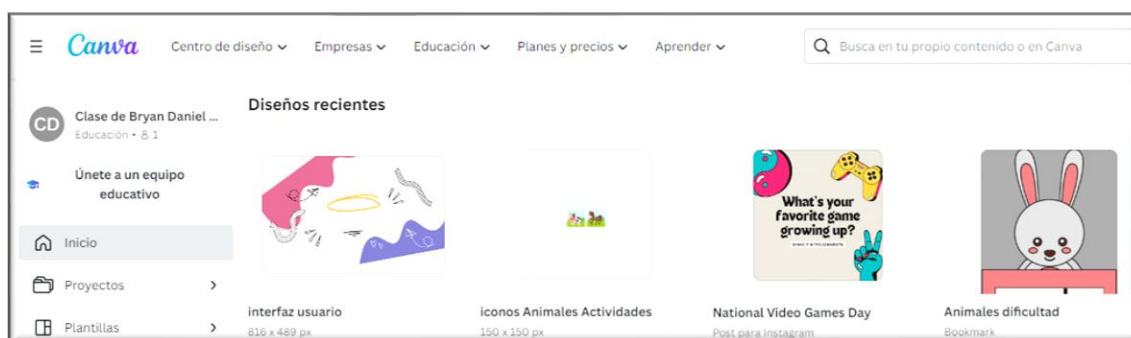 Canva
Centro de diseño
Empresas
Educación
Planes y precios
Aprender
Busca en tu propio contenido o en Canva
CD
Clase de Bryan Daniel ...
Educación • 1
Únete a un equipo
educativo
Inicio
Proyectos
Plantillas
Diseños recientes
What's your
favorite game
growing up?
interfaz usuario
816 x 489 px
iconos Animales Actividades
150 x 150 px
National Video Games Day
Post para instagram
Animales dificultad
Bookmark